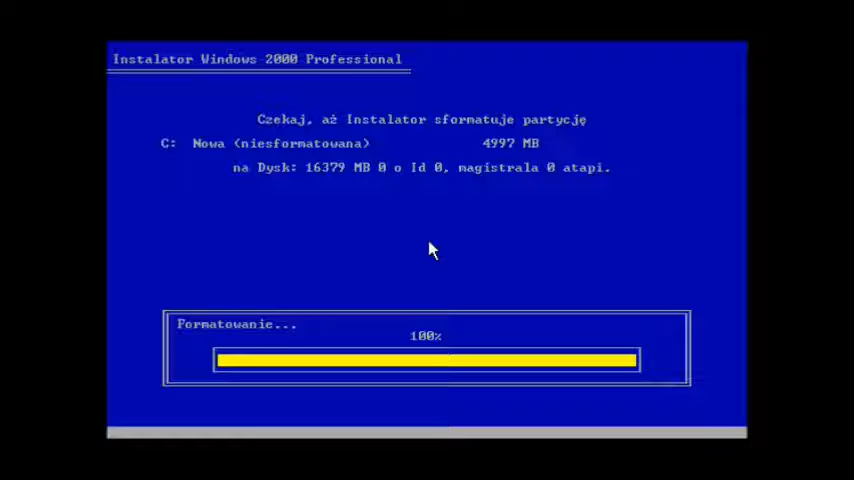 Instalator Windows 2000 Professional
Czekaj, aż Instalator sformatuje partycję
C: Nowa (niesformatowana) 4997 MB
na Dysk: 16379 MB 0 o Id 0, magistrala 0 atapi.
Formatowanie...
100%